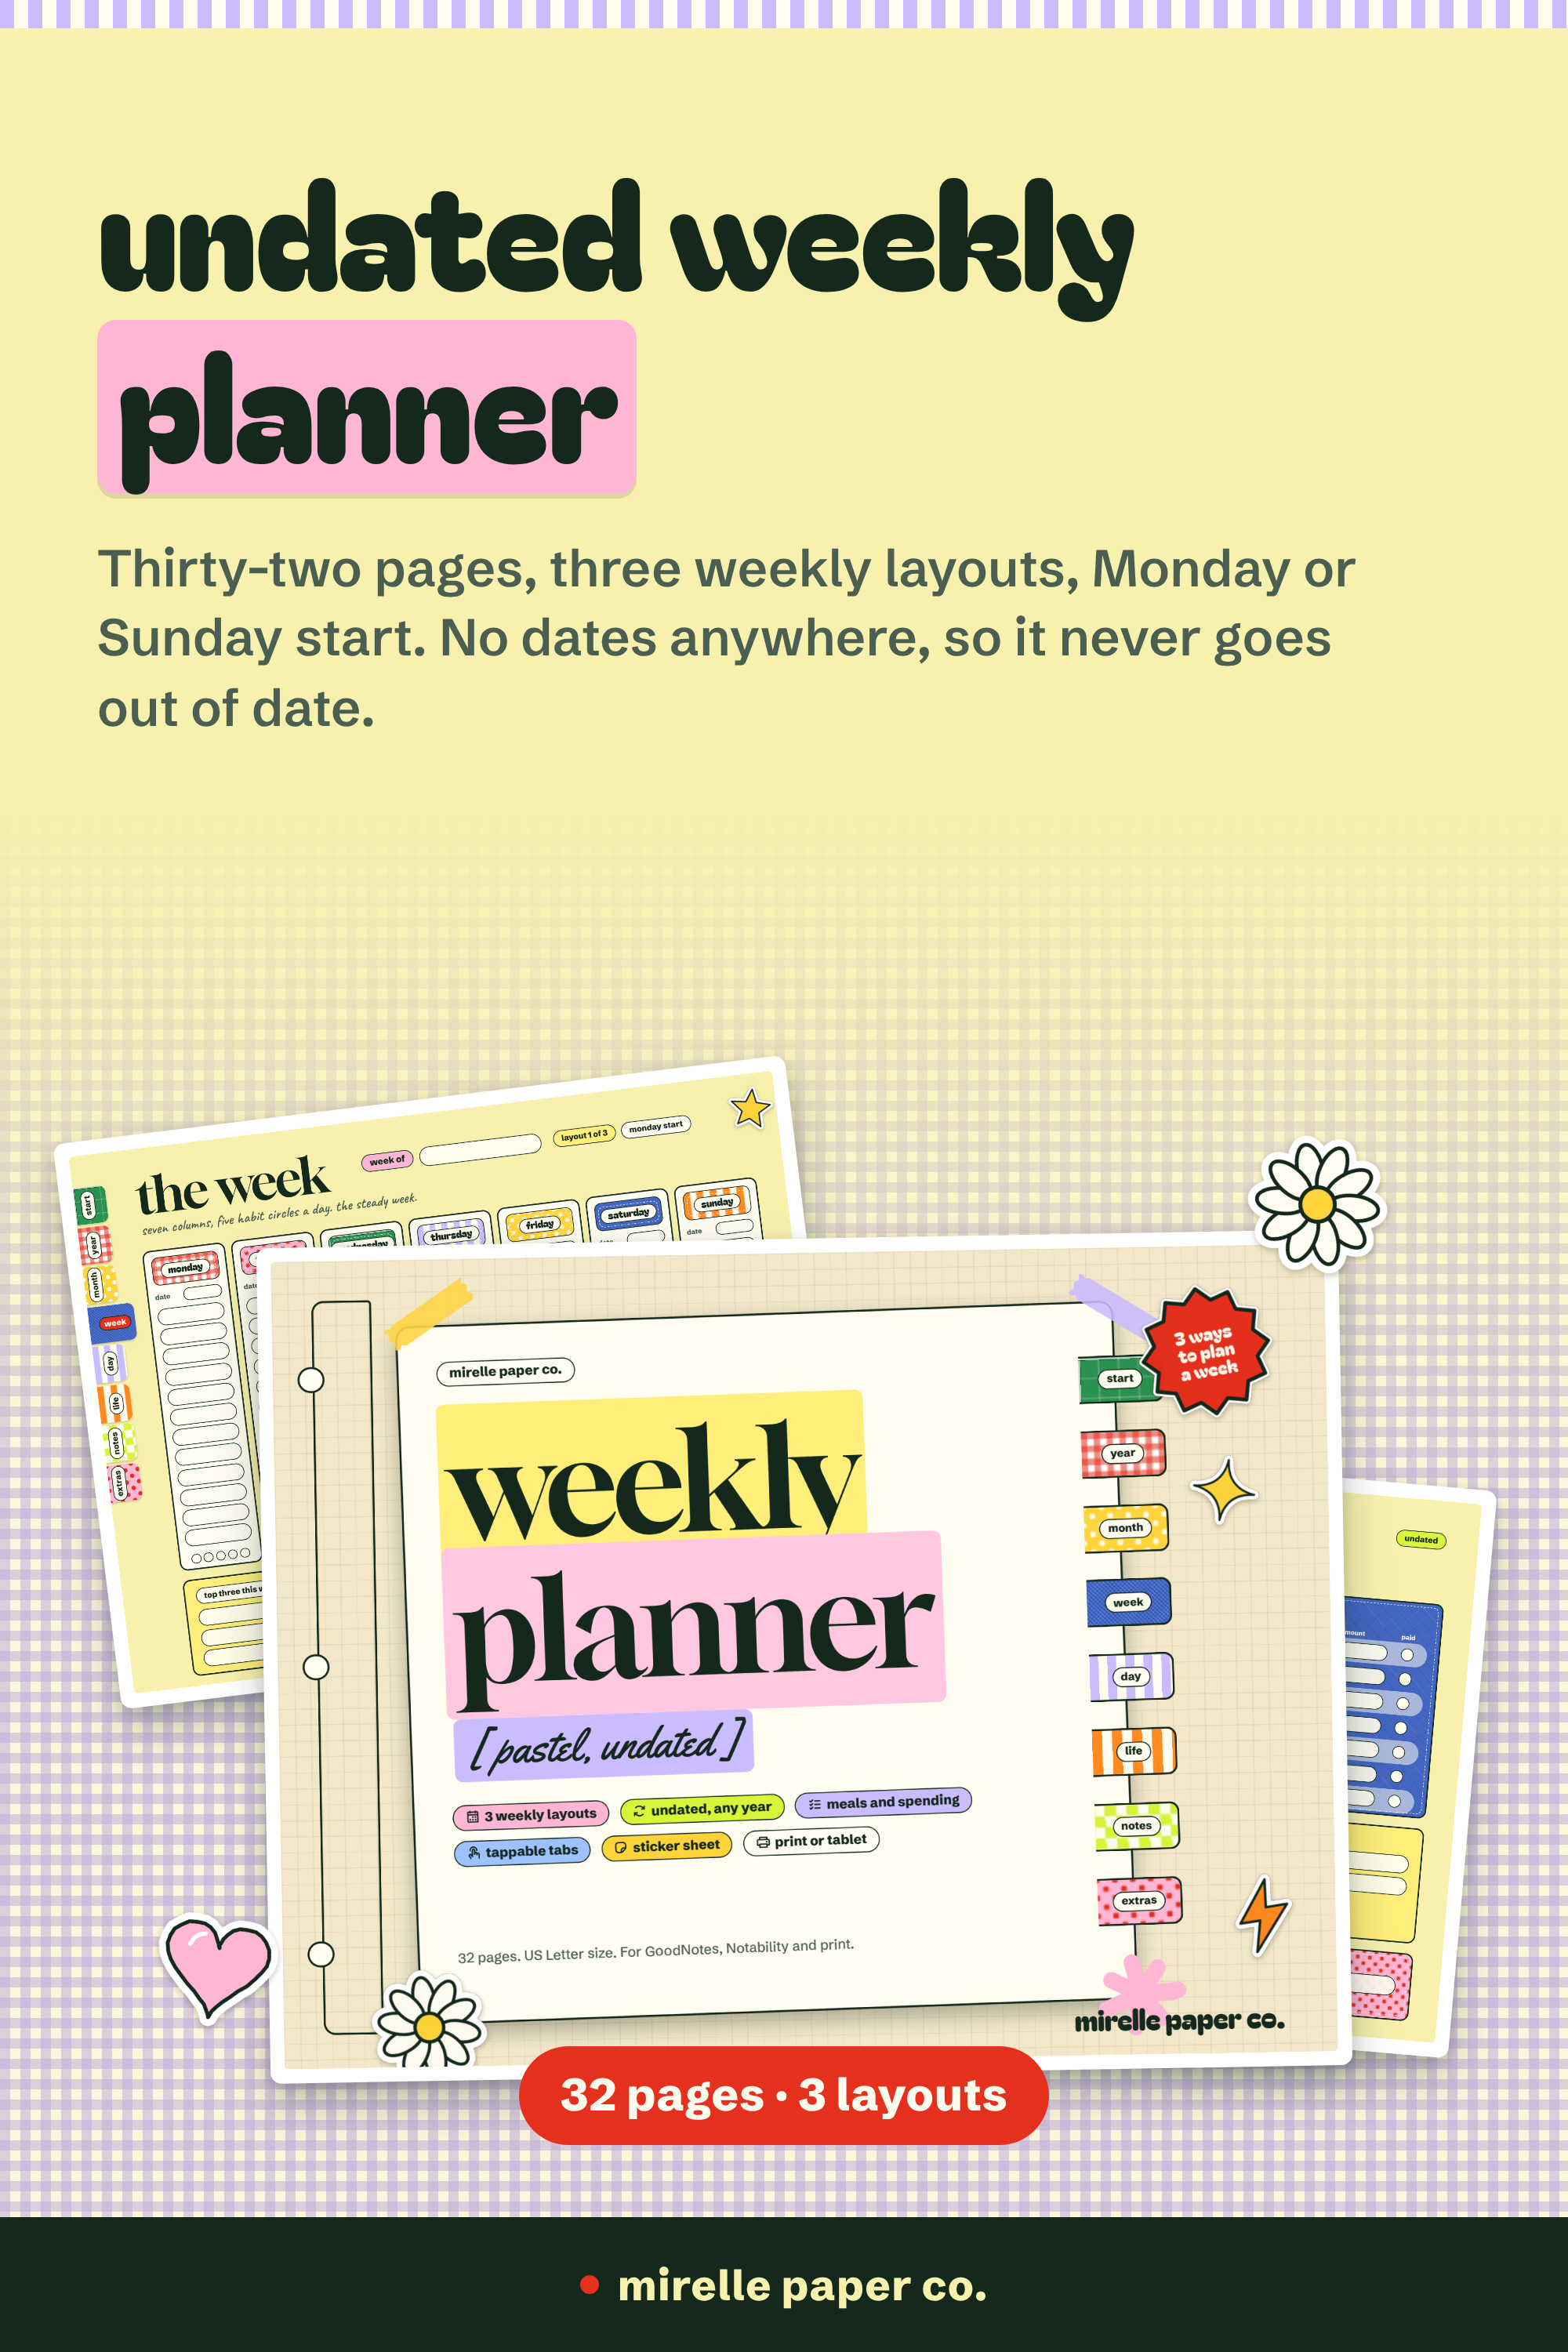 undated weekly
planner
Thirty-two pages, three weekly layouts, Monday or
Sunday start. No dates anywhere, so it never goes
out of date.
the week
seven columns, five habit circles a day. the steady week.
week of
layout 1 of 3
monday start
start
year
month
week
day
life
notes
extras
monday
thursday
friday
saturday
sunday
date
date
top three this
undated
paid
mirelle paper co.
weekly
planner
[pastel, undated]
3 weekly layouts
undated, any year
meals and spending
tappable tabs
sticker sheet
print or tablet
32 pages. US Letter size. For GoodNotes, Notability and print.
3 ways
to plan
a week
start
year
month
week
day
life
notes
extras
mirelle paper co.
32 pages · 3 layouts
mirelle paper co.